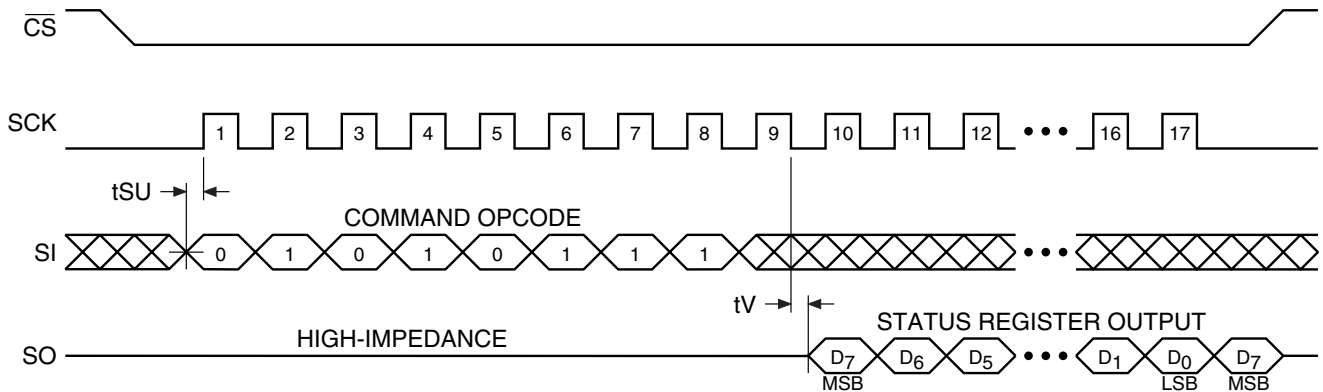 CS
SCK 1 2 3 4 5 6 7 8 9 10 11 12 ••• 16 17
tSU
COMMAND OPCODE
SI 0 1 0 1 0 1 1 1 •••
tV
HIGH-IMPEDANCE STATUS REGISTER OUTPUT
SO D7 D6 D5 ••• D1 D0 D7
MSB LSB MSB